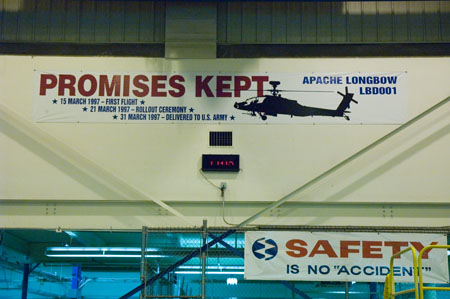 PROMISES KEPT
APACHE LONGBOW
LBD001
★ 15 MARCH 1997 – FIRST FLIGHT ★
★ 21 MARCH 1997 – ROLLOUT CEREMONY ★
★ 31 MARCH 1997 – DELIVERED TO U.S. ARMY
SAFETY
IS NO "ACCIDENT"